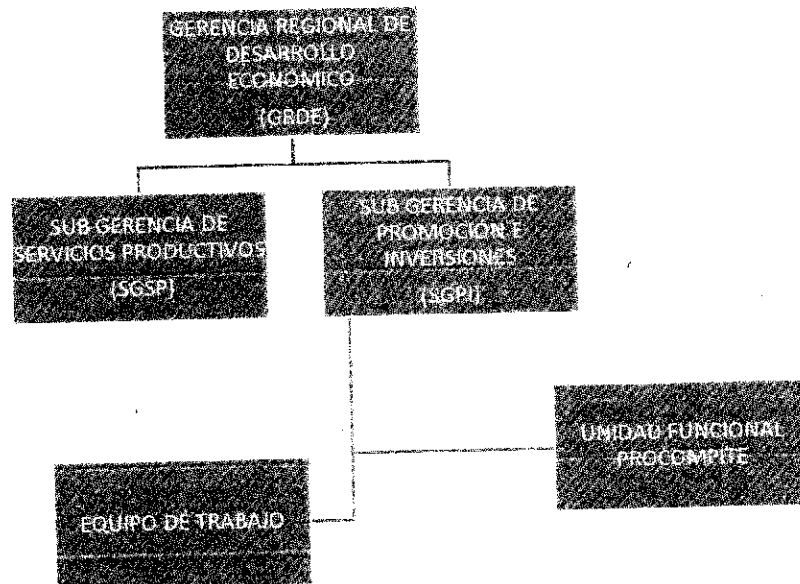 GERENCIA REGIONAL DE
DESARROLLO
ECONOMICO
(GRDE)
SUB GERENCIA DE
SERVICIOS PRODUCTIVOS
(SGSP)
SUB GERENCIA DE
PROMOCION E
INVERSIONES
(SGPI)
UNIDAD FUNCIONAL
PROCOMPITE
EQUIPO DE TRABAJO